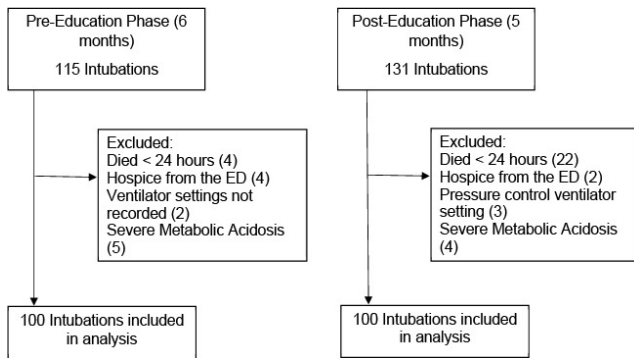 Pre-Education Phase (6
months)
115 Intubations
Excluded:
Died < 24 hours (4)
Hospice from the ED (4)
Ventilator settings not
recorded (2)
Severe Metabolic Acidosis
(5)
100 Intubations included
in analysis
Post-Education Phase (5
months)
131 Intubations
Excluded:
Died < 24 hours (22)
Hospice from the ED (2)
Pressure control ventilator
setting (3)
Severe Metabolic Acidosis
(4)
100 Intubations included
in analysis